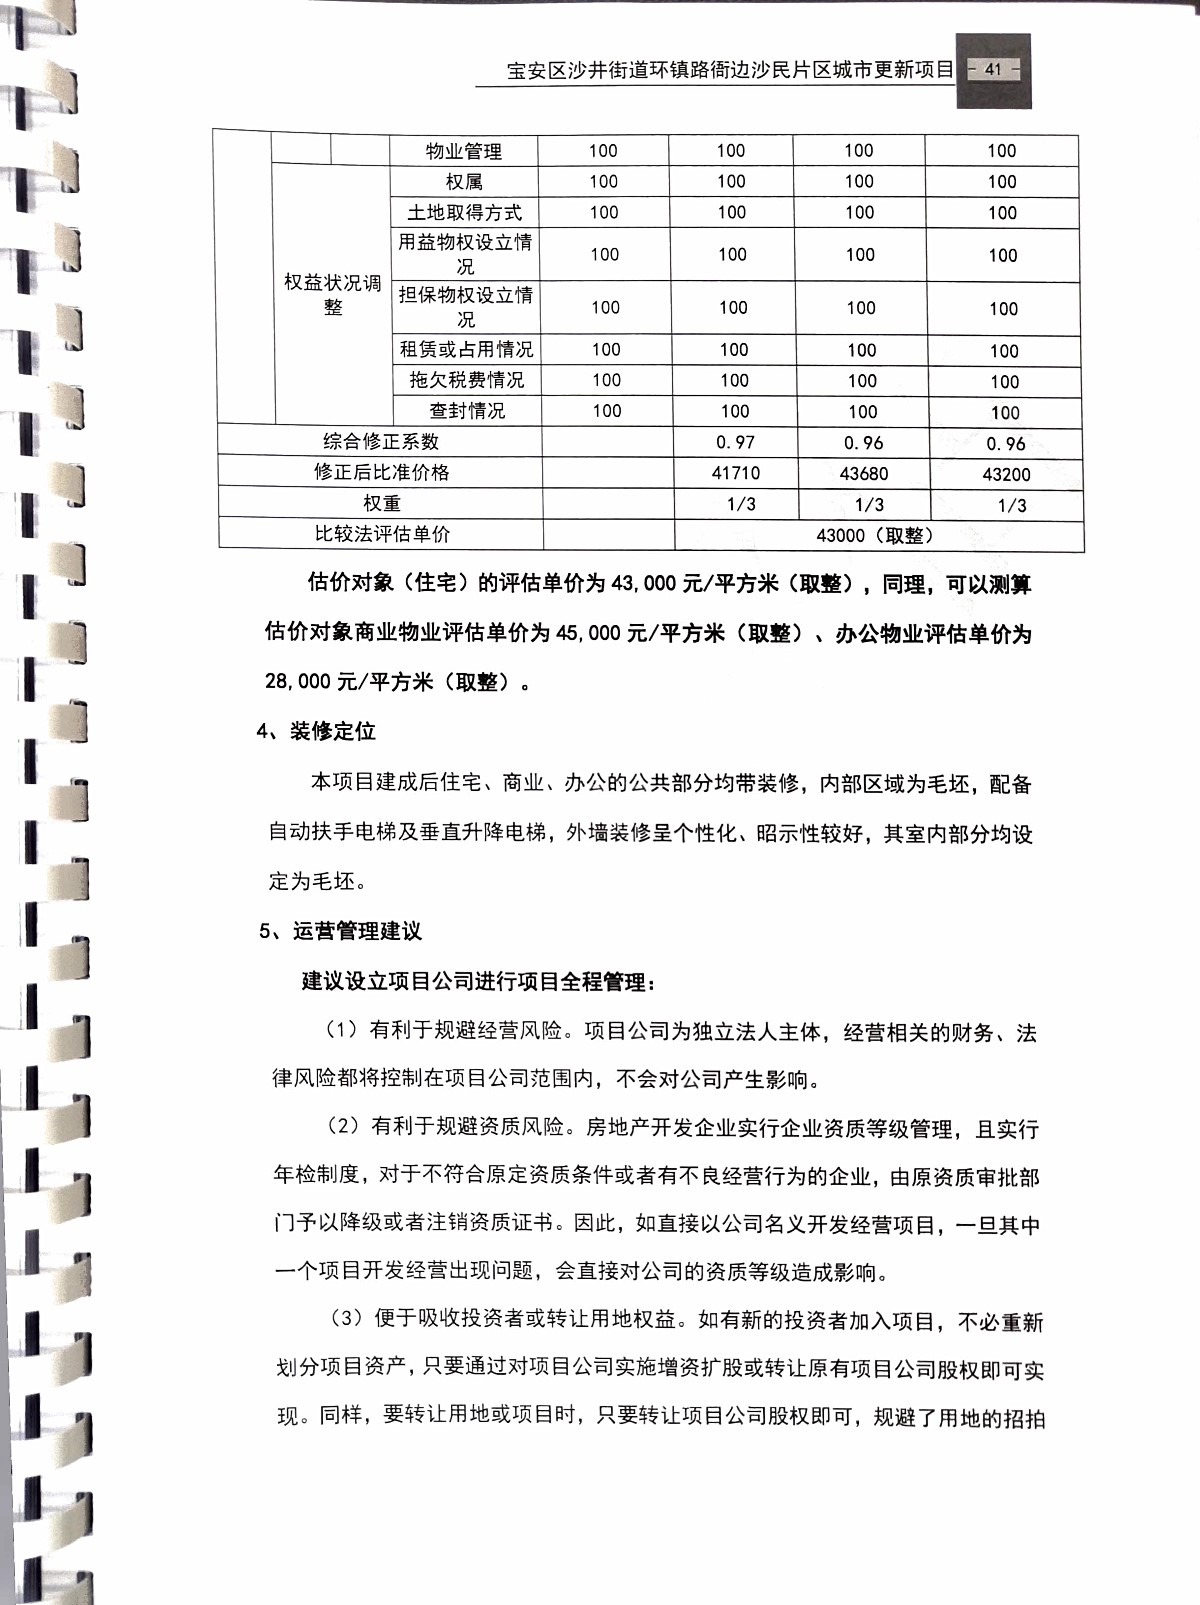 宝安区沙井街道环镇路衙边沙民片区城市更新项目 - 41 -
物业管理 100 100 100 100
权属 100 100 100 100
土地取得方式 100 100 100 100
用益物权设立情
况 100 100 100 100
权益状况调
整
担保物权设立情
况 100 100 100 100
租赁或占用情况 100 100 100 100
拖欠税费情况 100 100 100 100
查封情况 100 100 100 100
综合修正系数 0.97 0.96 0.96
修正后比准价格 41710 43680 43200
权重 1/3 1/3 1/3
比较法评估单价 43000（取整）
估价对象（住宅）的评估单价为 43,000 元/平方米（取整），同理，可以测算
估价对象商业物业评估单价为 45,000 元/平方米（取整）、办公物业评估单价为
28,000 元/平方米（取整）。
4、装修定位
本项目建成后住宅、商业、办公的公共部分均带装修，内部区域为毛坯，配备
自动扶手电梯及垂直升降电梯，外墙装修呈个性化、昭示性较好，其室内部分均设
定为毛坯。
5、运营管理建议
建议设立项目公司进行项目全程管理：
（1）有利于规避经营风险。项目公司为独立法人主体，经营相关的财务、法
律风险都将控制在项目公司范围内，不会对公司产生影响。
（2）有利于规避资质风险。房地产开发企业实行企业资质等级管理，且实行
年检制度，对于不符合原定资质条件或者有不良经营行为的企业，由原资质审批部
门予以降级或者注销资质证书。因此，如直接以公司名义开发经营项目，一旦其中
一个项目开发经营出现问题，会直接对公司的资质等级造成影响。
（3）便于吸收投资者或转让用地权益。如有新的投资者加入项目，不必重新
划分项目资产，只要通过对项目公司实施增资扩股或转让原有项目公司股权即可实
现。同样，要转让用地或项目时，只要转让项目公司股权即可，规避了用地的招拍